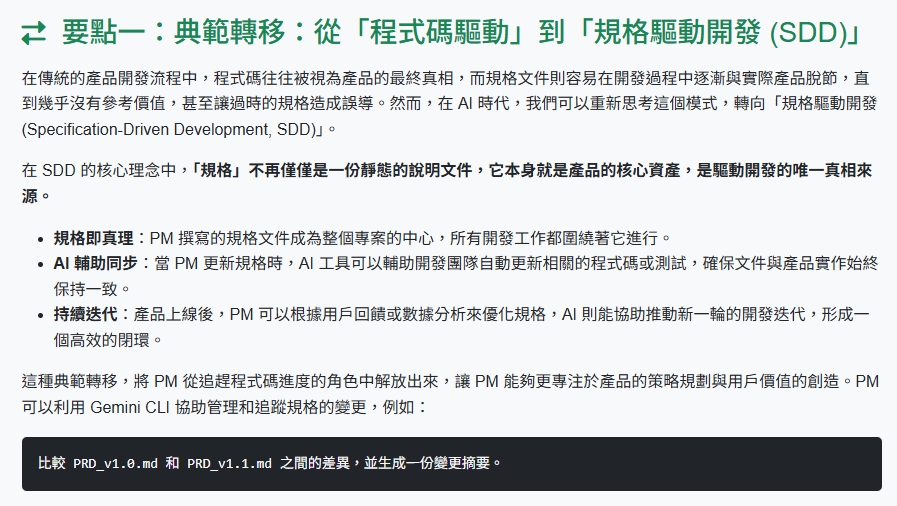 要點一：典範轉移：從「程式碼驅動」到「規格驅動開發 (SDD)」
在傳統的產品開發流程中，程式碼往往被視為產品的最終真相，而規格文件則容易在開發過程中逐漸與實際產品脫節，直
到幾乎沒有參考價值，甚至讓過時的規格造成誤導。然而，在 AI 時代，我們可以重新思考這個模式，轉向「規格驅動開發
(Specification-Driven Development, SDD)」。
在 SDD 的核心理念中，「規格」不再僅僅是一份靜態的說明文件，它本身就是產品的核心資產，是驅動開發的唯一真相來
源。
• 規格即真理：PM 撰寫的規格文件成為整個專案的中心，所有開發工作都圍繞著它進行。
• AI 輔助同步：當 PM 更新規格時，AI 工具可以輔助開發團隊自動更新相關的程式碼或測試，確保文件與產品實作始終
保持一致。
• 持續迭代：產品上線後，PM 可以根據用戶回饋或數據分析來優化規格，AI 則能協助推動新一輪的開發迭代，形成一
個高效的閉環。
這種典範轉移，將 PM 從追趕程式碼進度的角色中解放出來，讓 PM 能夠更專注於產品的策略規劃與用戶價值的創造。PM
可以利用 Gemini CLI 協助管理和追蹤規格的變更，例如：
比較 PRD_v1.0.md 和 PRD_v1.1.md 之間的差異，並生成一份變更摘要。